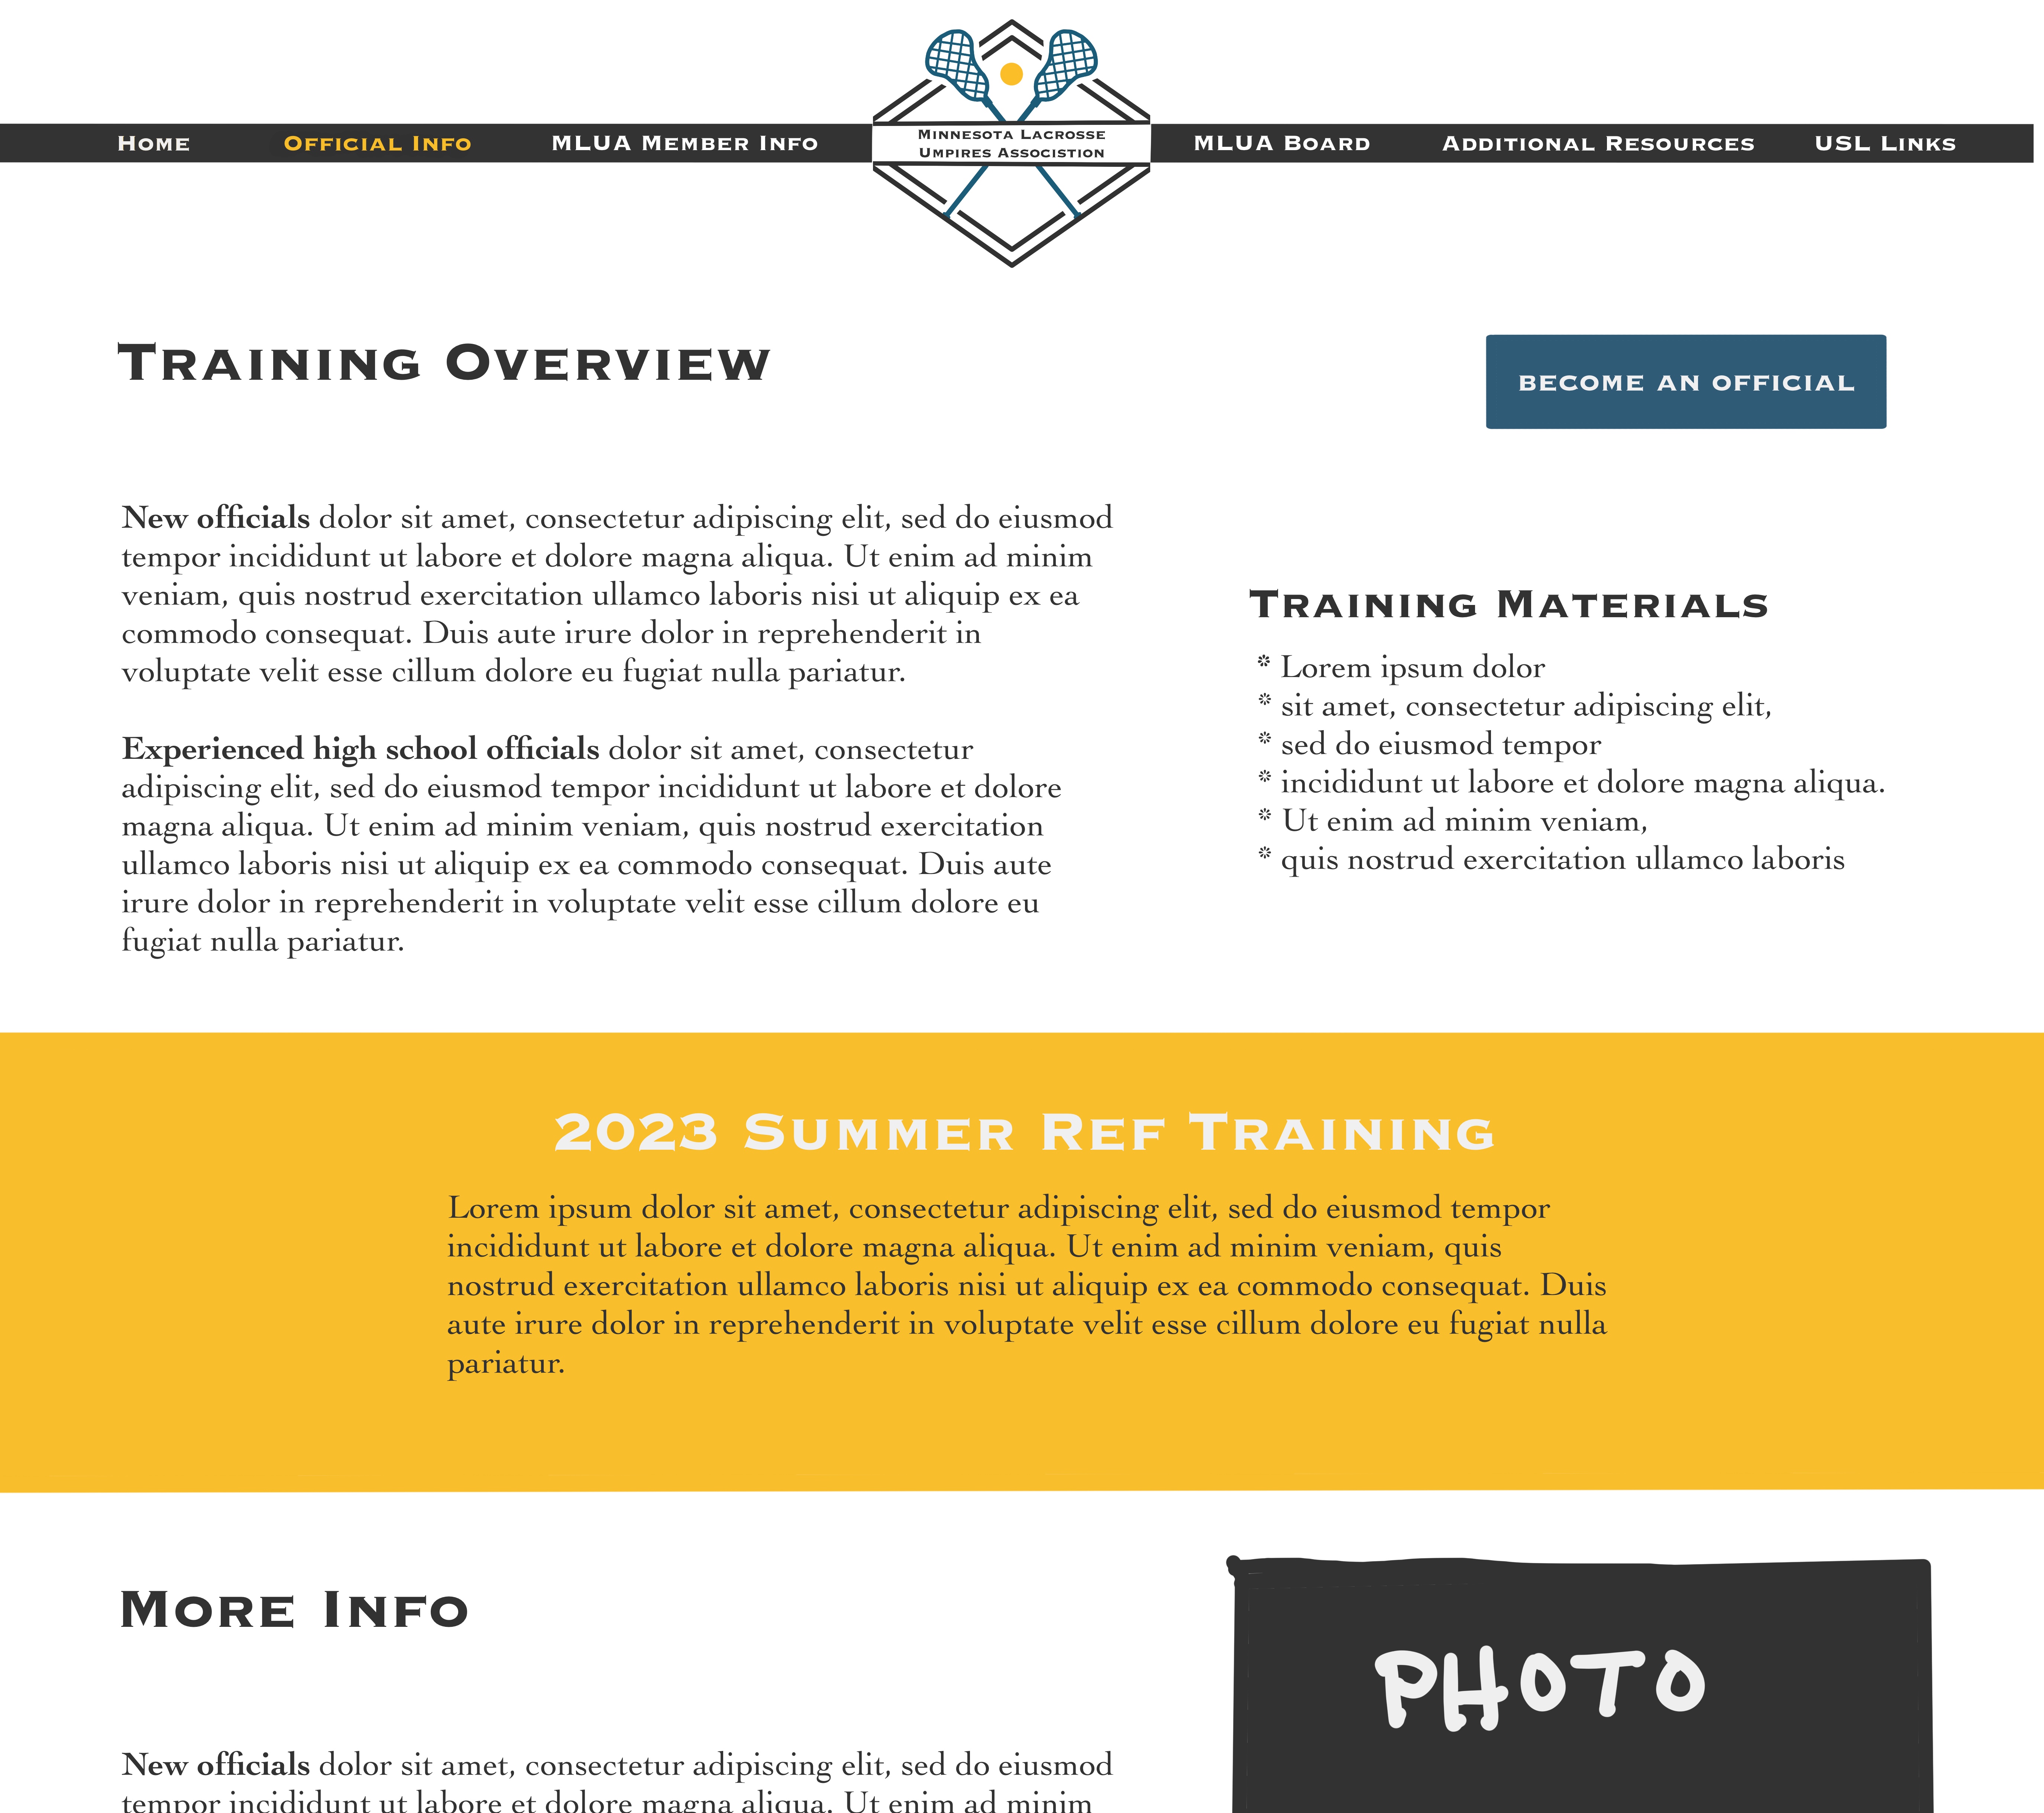 Home Official Info MLUA Member Info
Minnesota Lacrosse
Umpires Associstion
MLUA Board Additional Resources USL Links
Training Overview
BECOME AN OFFICIAL
New officials dolor sit amet, consectetur adipiscing elit, sed do eiusmod
tempor incididunt ut labore et dolore magna aliqua. Ut enim ad minim
veniam, quis nostrud exercitation ullamco laboris nisi ut aliquip ex ea
commodo consequat. Duis aute irure dolor in reprehenderit in
voluptate velit esse cillum dolore eu fugiat nulla pariatur.
Experienced high school officials dolor sit amet, consectetur
adipiscing elit, sed do eiusmod tempor incididunt ut labore et dolore
magna aliqua. Ut enim ad minim veniam, quis nostrud exercitation
ullamco laboris nisi ut aliquip ex ea commodo consequat. Duis aute
irure dolor in reprehenderit in voluptate velit esse cillum dolore eu
fugiat nulla pariatur.
Training Materials
* Lorem ipsum dolor
* sit amet, consectetur adipiscing elit,
* sed do eiusmod tempor
* incididunt ut labore et dolore magna aliqua.
* Ut enim ad minim veniam,
* quis nostrud exercitation ullamco laboris
2023 Summer Ref Training
Lorem ipsum dolor sit amet, consectetur adipiscing elit, sed do eiusmod tempor
incididunt ut labore et dolore magna aliqua. Ut enim ad minim veniam, quis
nostrud exercitation ullamco laboris nisi ut aliquip ex ea commodo consequat. Duis
aute irure dolor in reprehenderit in voluptate velit esse cillum dolore eu fugiat nulla
pariatur.
More Info
New officials dolor sit amet, consectetur adipiscing elit, sed do eiusmod
tempor incididunt ut labore et dolore magna aliqua. Ut enim ad minim
PHOTO